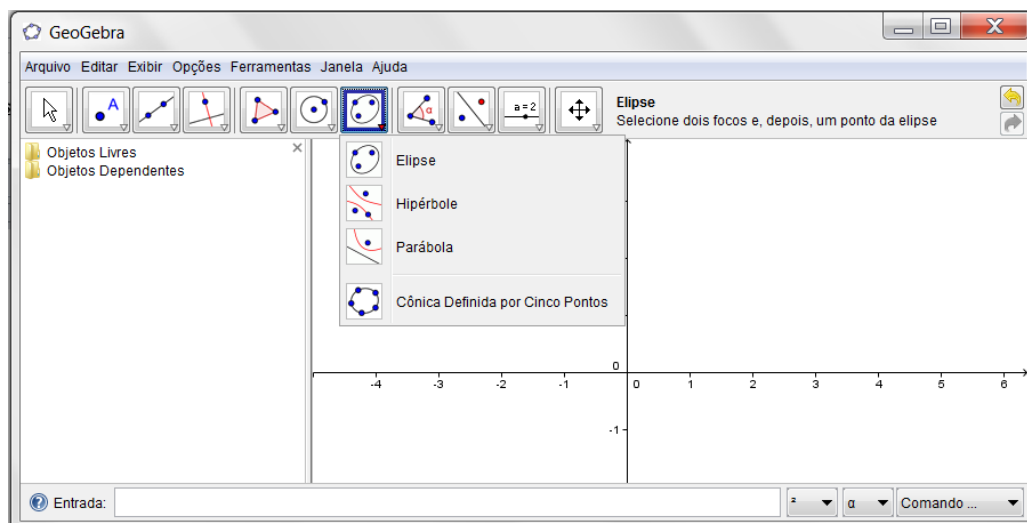 GeoGebra
Arquivo Editar Exibir Opções Ferramentas Janela Ajuda
A
α
a=2
Elipse
Selecione dois focos e, depois, um ponto da elipse
Objetos Livres
Objetos Dependentes
Elipse
Hipérbole
Parábola
Cônica Definida por Cinco Pontos
0
-4 -3 -2 -1 0 1 2 3 4 5 6
-1
Entrada: ² α Comando ...